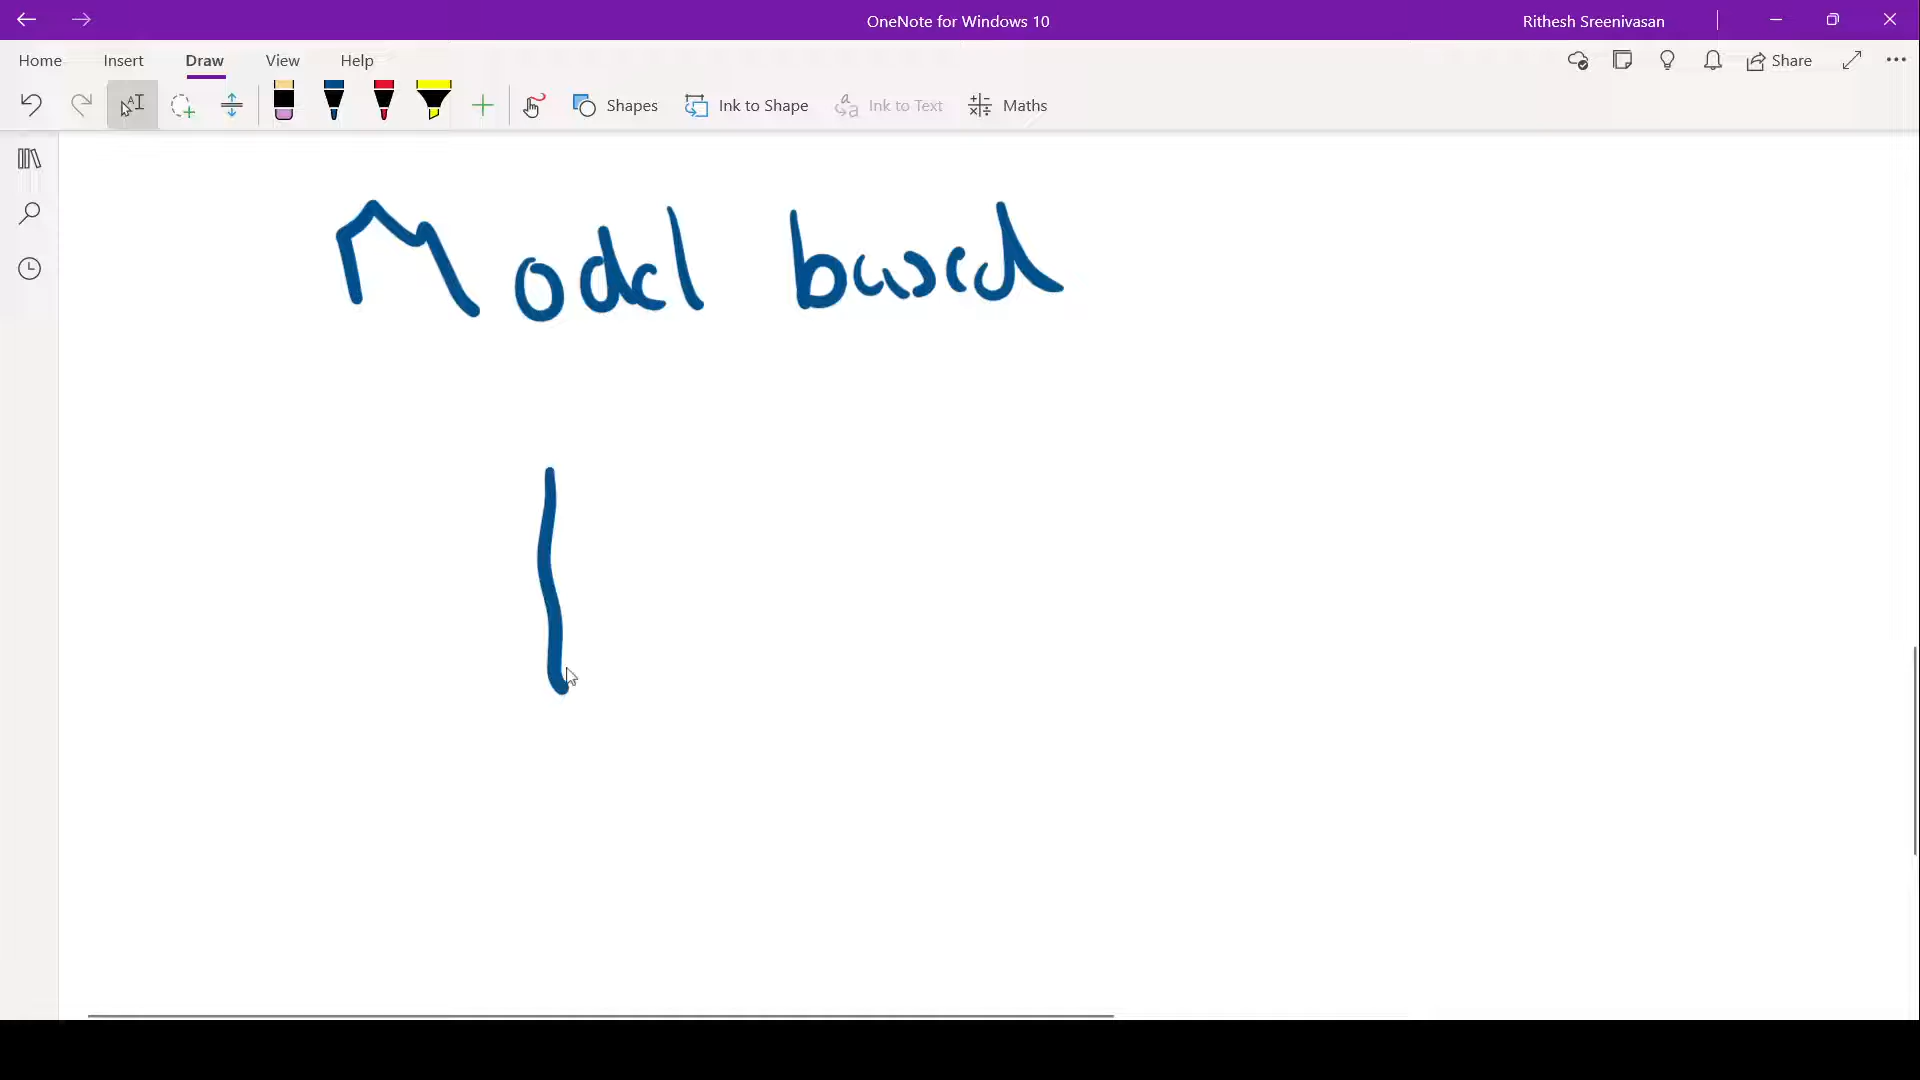 OneNote for Windows 10
Rithesh Sreenivasan
Home Insert Draw View Help
Share
Shapes Ink to Shape Ink to Text Maths
Model based